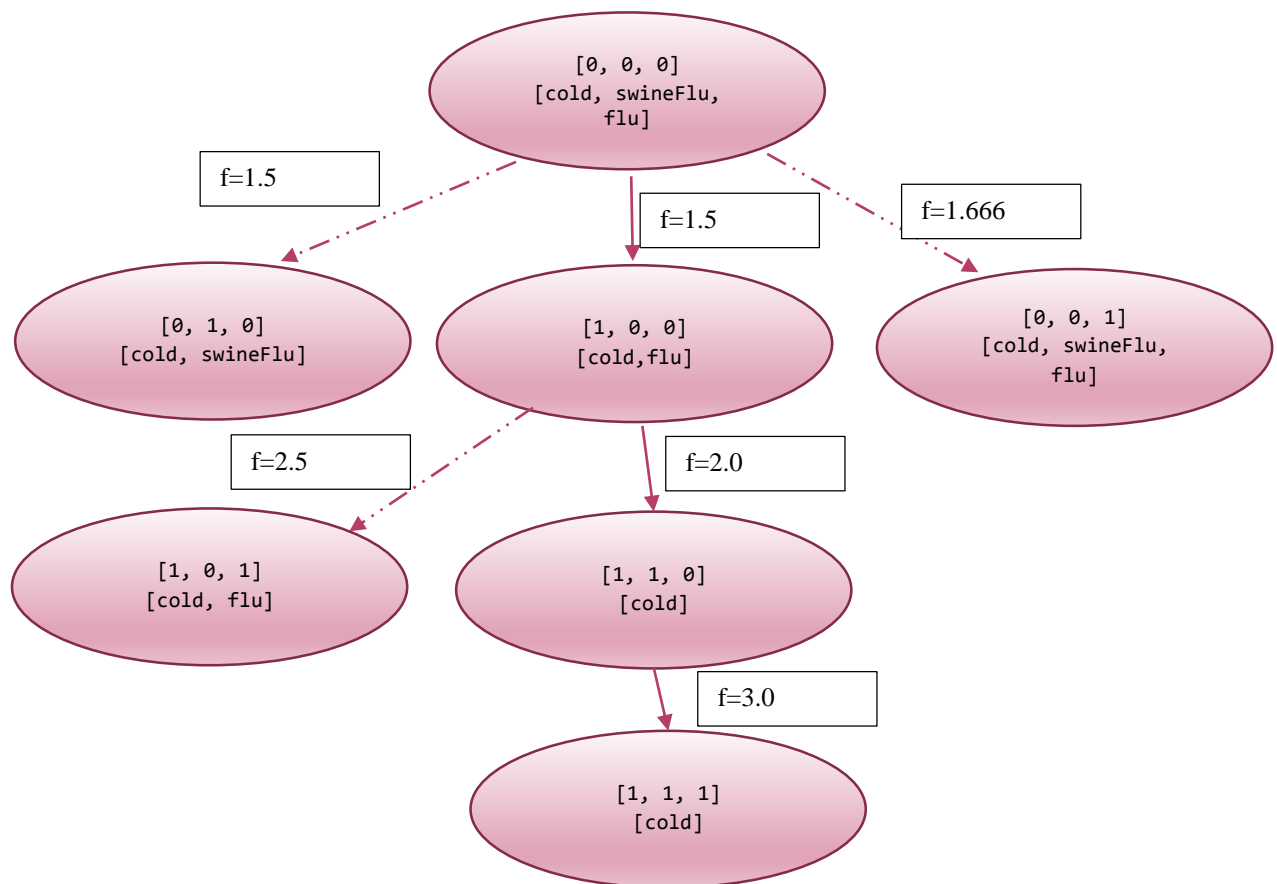 [0, 0, 0]
[cold, swineFlu,
flu]
f=1.5
f=1.5
f=1.666
[0, 1, 0]
[cold, swineFlu]
[1, 0, 0]
[cold,flu]
[0, 0, 1]
[cold, swineFlu,
flu]
f=2.5
f=2.0
[1, 0, 1]
[cold, flu]
[1, 1, 0]
[cold]
f=3.0
[1, 1, 1]
[cold]